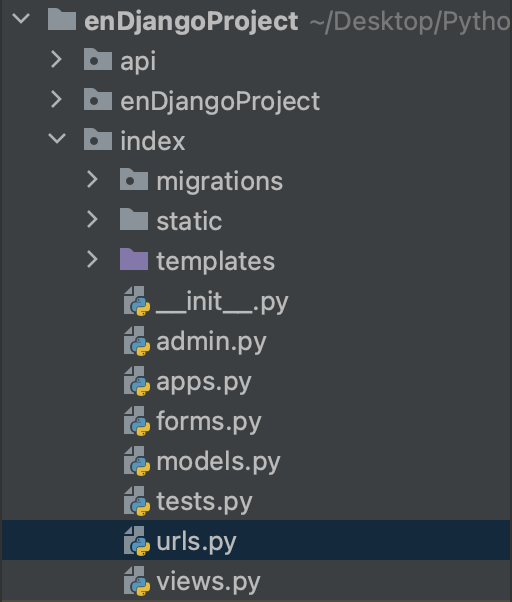 enDjangoProject ~/Desktop/Pytho
api
enDjangoProject
index
migrations
static
templates
__init__.py
admin.py
apps.py
forms.py
models.py
tests.py
urls.py
views.py